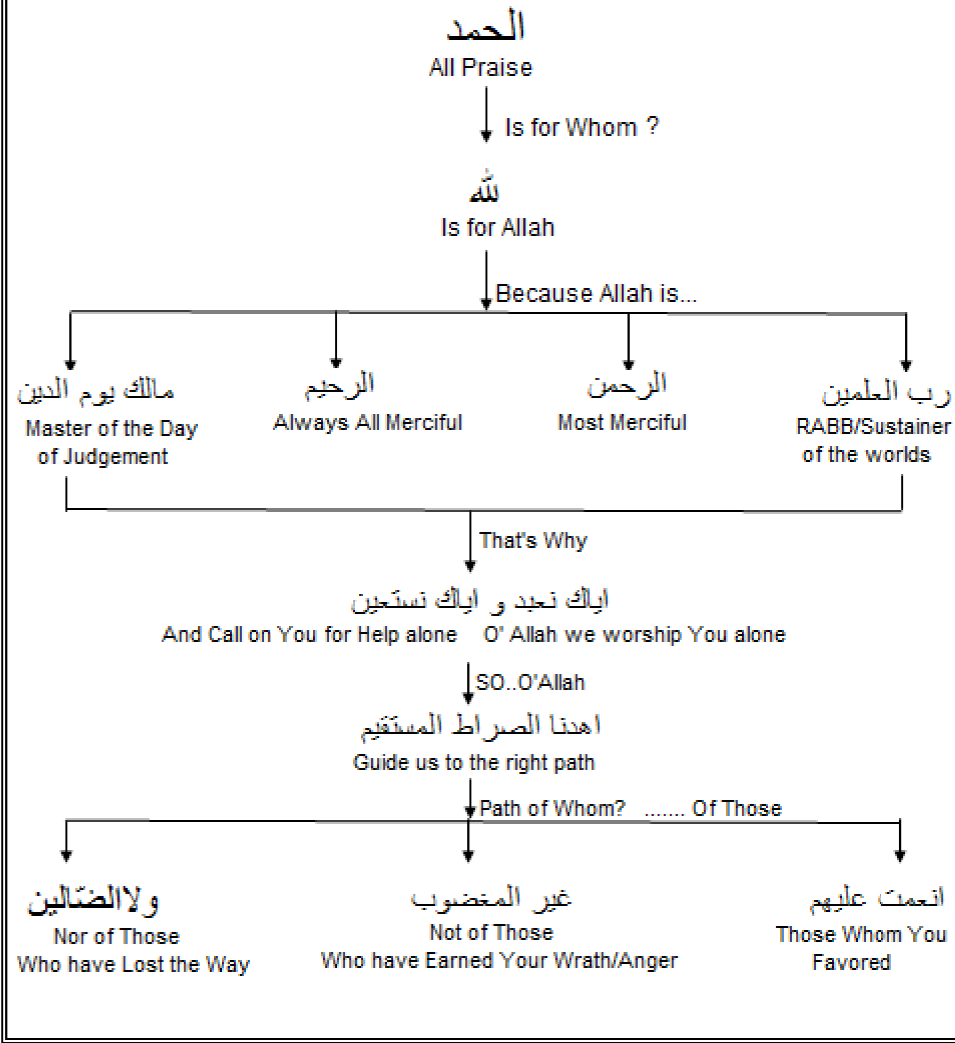 الحمد
All Praise
Is for Whom ?
لله
Is for Allah
Because Allah is...
رب العلمين
RABB/Sustainer
of the worlds
الرحمن
Most Merciful
الرحيم
Always All Merciful
مالك يوم الدين
Master of the Day
of Judgement
That's Why
اياك نعبد و اياك نستعين
And Call on You for Help alone O' Allah we worship You alone
SO..O'Allah
اهدنا الصراط المستقيم
Guide us to the right path
Path of Whom? ....... Of Those
انعمت عليهم
Those Whom You
Favored
غير المغضوب
Not of Those
Who have Earned Your Wrath/Anger
ولاالضّالين
Nor of Those
Who have Lost the Way